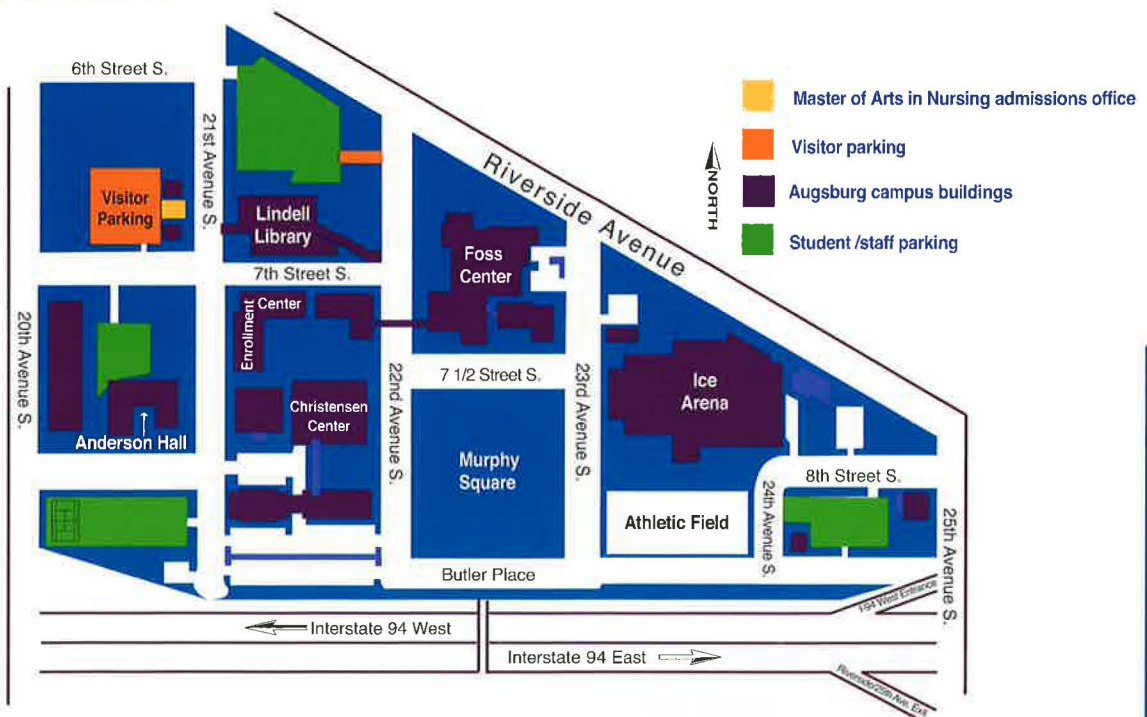 6th Street S.
21st Avenue S.
Visitor
Parking
Lindell
Library
7th Street S.
Riverside Avenue
NORTH
Master of Arts in Nursing admissions office
Visitor parking
Augsburg campus buildings
Student /staff parking
Foss
Center
20th Avenue S.
Enrollment
Center
22nd Avenue S.
7 1/2 Street S.
23rd Avenue S.
Ice
Arena
Anderson Hall
Christensen
Center
Murphy
Square
8th Street S.
Athletic Field
24th Avenue S.
25th Avenue S.
Butler Place
I-94 West Entrance
Interstate 94 West
Interstate 94 East
Riverside/25th Ave. Exit